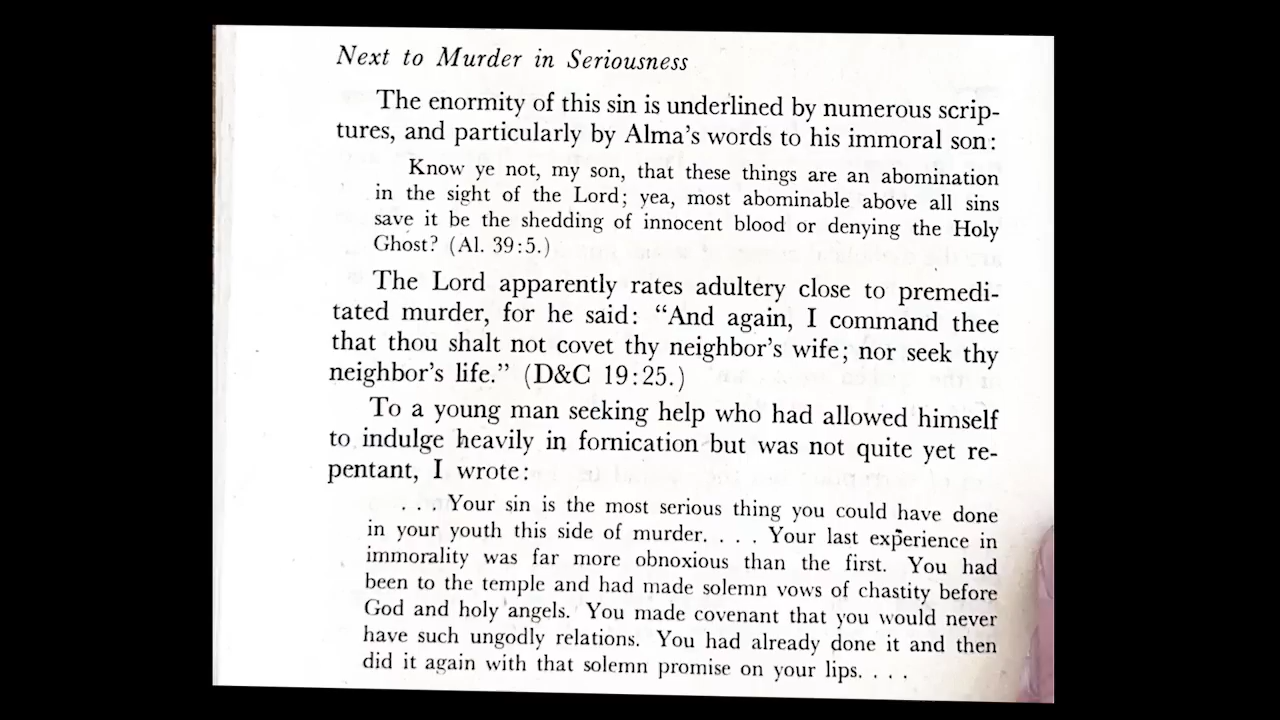 Next to Murder in Seriousness
The enormity of this sin is underlined by numerous scrip-
tures, and particularly by Alma's words to his immoral son:
Know ye not, my son, that these things are an abomination
in the sight of the Lord; yea, most abominable above all sins
save it be the shedding of innocent blood or denying the Holy
Ghost? (Al. 39:5.)
The Lord apparently rates adultery close to premedi-
tated murder, for he said: "And again, I command thee
that thou shalt not covet thy neighbor's wife; nor seek thy
neighbor's life." (D&C 19:25.)
To a young man seeking help who had allowed himself
to indulge heavily in fornication but was not quite yet re-
pentant, I wrote:
. . . Your sin is the most serious thing you could have done
in your youth this side of murder. . . . Your last experience in
immorality was far more obnoxious than the first. You had
been to the temple and had made solemn vows of chastity before
God and holy angels. You made covenant that you would never
have such ungodly relations. You had already done it and then
did it again with that solemn promise on your lips. . . .